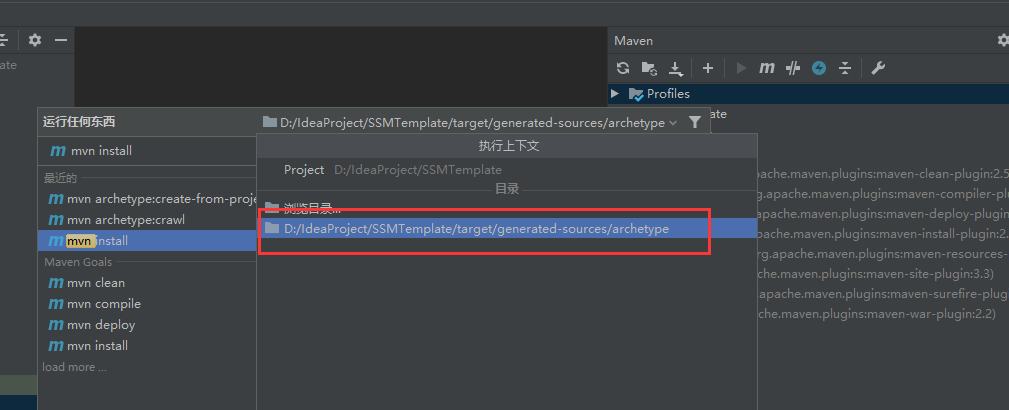 Maven
ate
Profiles
ate
运行任何东西
D:/IdeaProject/SSMTemplate/target/generated-sources/archetype
mvn install
执行上下文
Project D:/IdeaProject/SSMTemplate
最近的
目录
mvn archetype:create-from-proje
浏览目录...
mvn archetype:crawl
D:/IdeaProject/SSMTemplate/target/generated-sources/archetype
mvn install
Maven Goals
mvn clean
mvn compile
mvn deploy
mvn install
load more ...
pache.maven.plugins:maven-clean-plugin:2.5
g.apache.maven.plugins:maven-compiler-plu
apache.maven.plugins:maven-deploy-plugin
pache.maven.plugins:maven-install-plugin:2.
rg.apache.maven.plugins:maven-resources-
che.maven.plugins:maven-site-plugin:3.3)
.apache.maven.plugins:maven-surefire-plug
che.maven.plugins:maven-war-plugin:2.2)